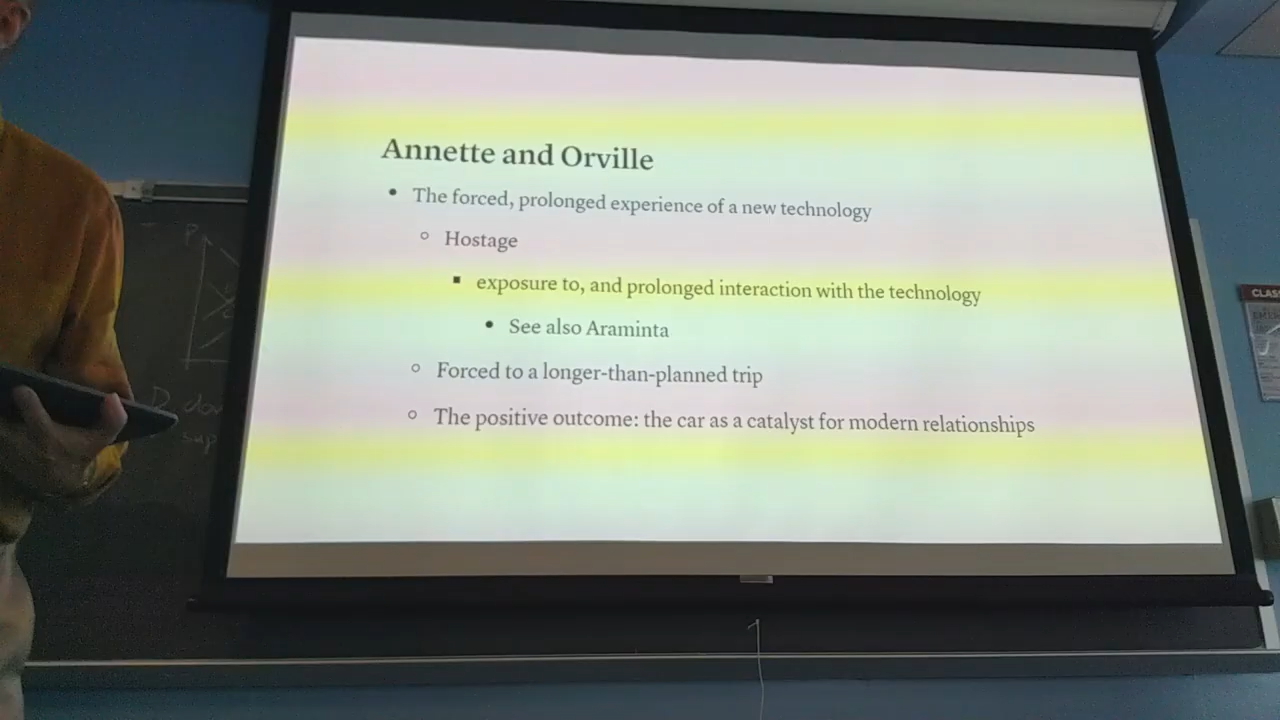 Annette and Orville
• The forced, prolonged experience of a new technology
○ Hostage
▪ exposure to, and prolonged interaction with the technology
• See also Araminta
○ Forced to a longer-than-planned trip
○ The positive outcome: the car as a catalyst for modern relationships
CLAS